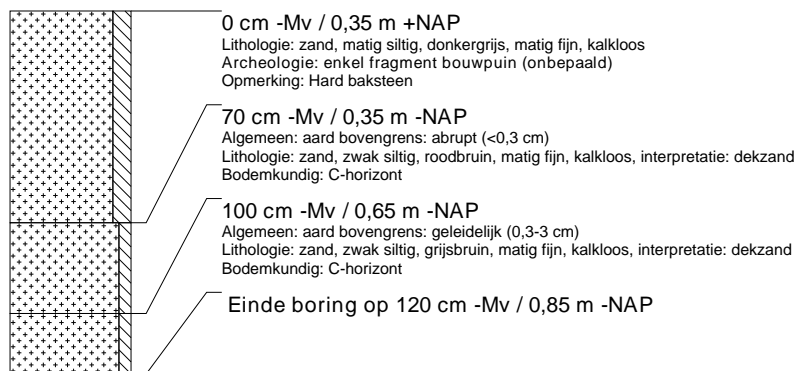 0 cm -Mv / 0,35 m +NAP
Lithologie: zand, matig siltig, donkergrijs, matig fijn, kalkloos
Archeologie: enkel fragment bouwpuin (onbepaald)
Opmerking: Hard baksteen
70 cm -Mv / 0,35 m -NAP
Algemeen: aard bovengrens: abrupt (<0,3 cm)
Lithologie: zand, zwak siltig, roodbruin, matig fijn, kalkloos, interpretatie: dekzand
Bodemkundig: C-horizont
100 cm -Mv / 0,65 m -NAP
Algemeen: aard bovengrens: geleidelijk (0,3-3 cm)
Lithologie: zand, zwak siltig, grijsbruin, matig fijn, kalkloos, interpretatie: dekzand
Bodemkundig: C-horizont
Einde boring op 120 cm -Mv / 0,85 m -NAP